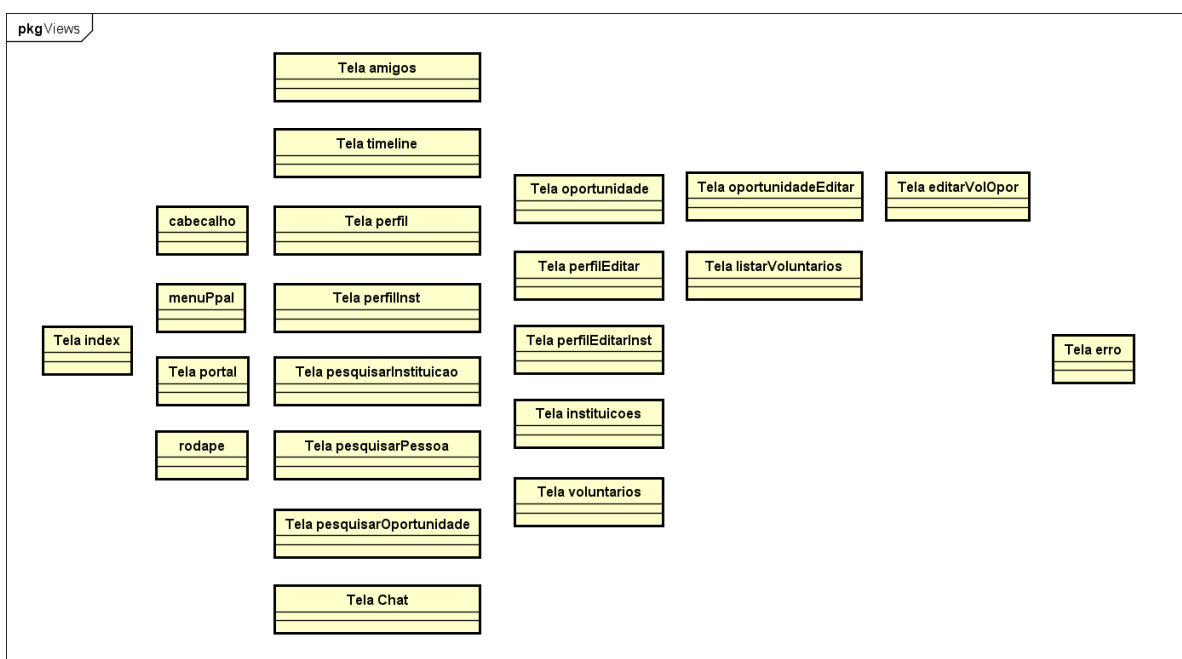 pkg Views
Tela amigos
Tela timeline
Tela oportunidade
Tela oportunidadeEditar
Tela editarVolOpor
cabecalho
Tela perfil
Tela perfilEditar
Tela listarVoluntarios
menuPpal
Tela perfilInst
Tela index
Tela perfilEditarInst
Tela erro
Tela portal
Tela pesquisarInstituicao
Tela instituicoes
rodape
Tela pesquisarPessoa
Tela voluntarios
Tela pesquisarOportunidade
Tela Chat